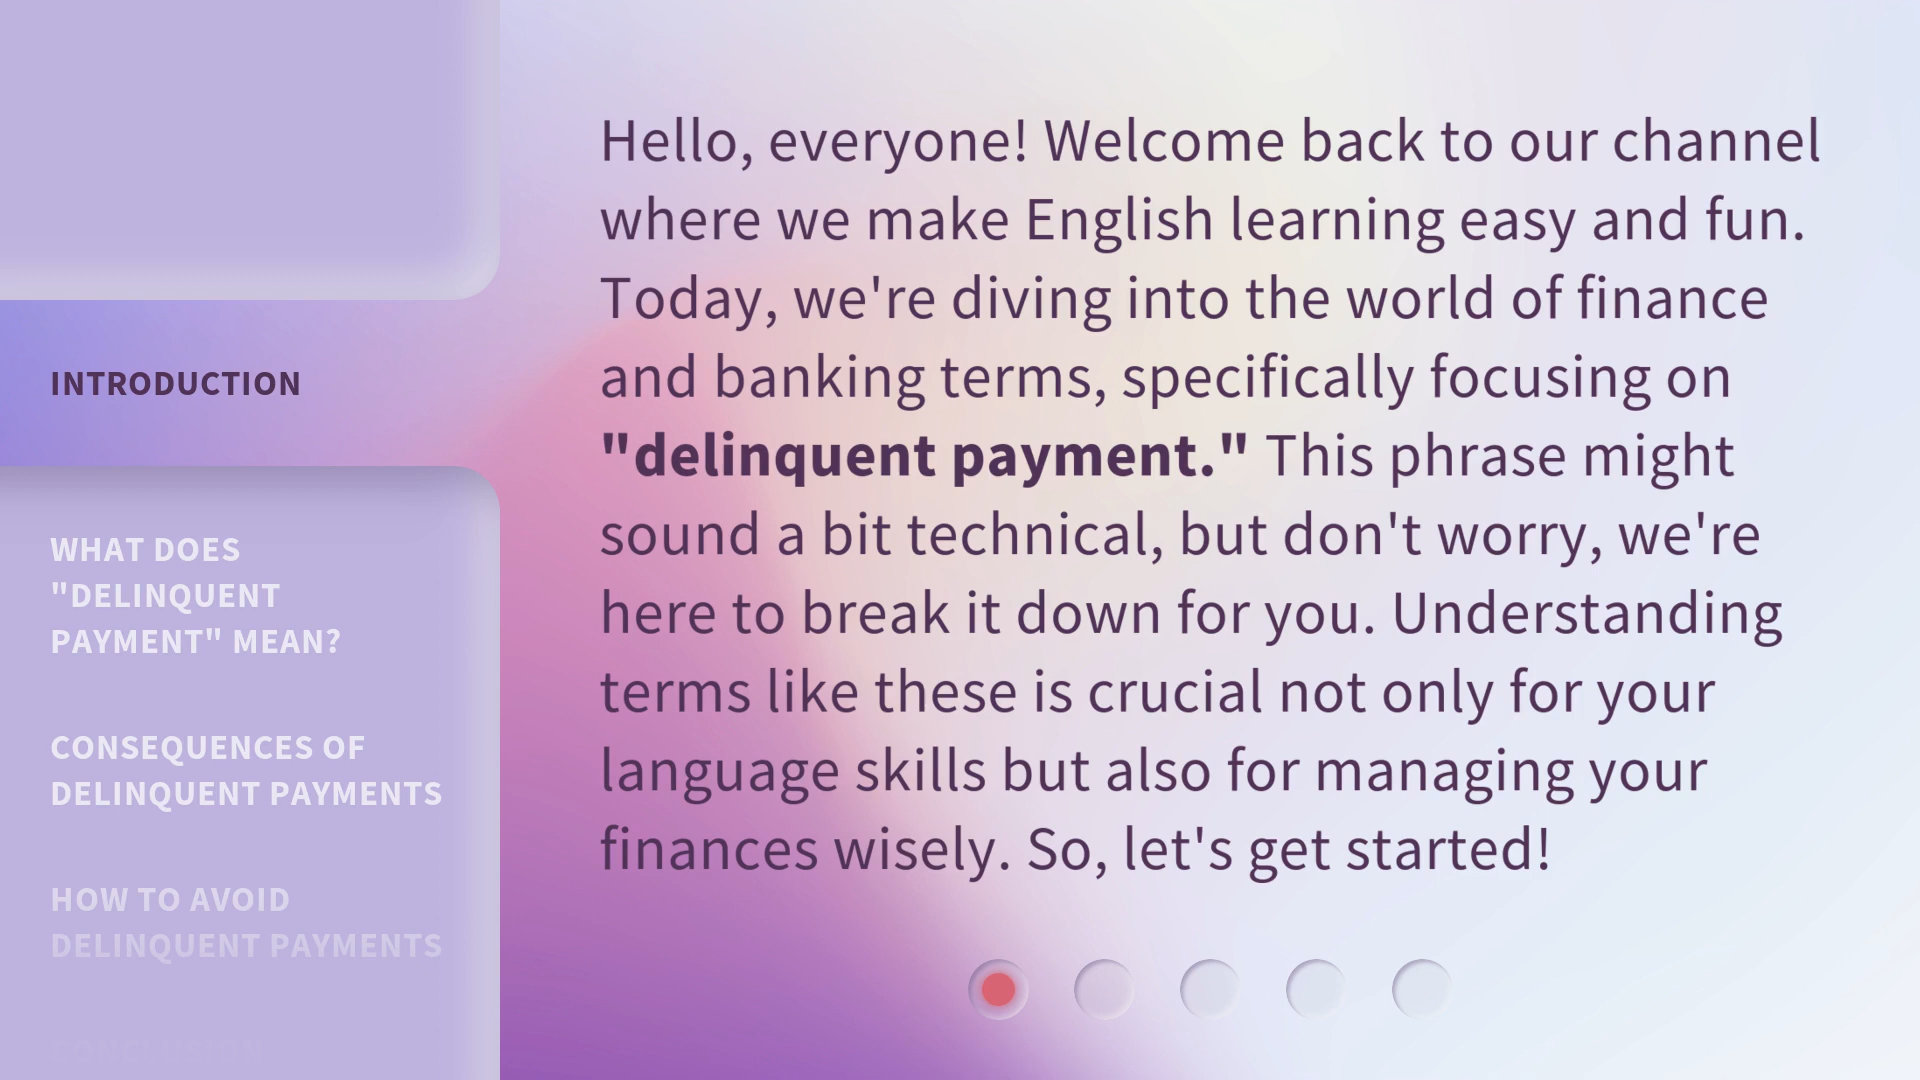 INTRODUCTION
WHAT DOES
"DELINQUENT
PAYMENT" MEAN?
CONSEQUENCES OF
DELINQUENT PAYMENTS
HOW TO AVOID
DELINQUENT PAYMENTS
CONCLUSION
Hello, everyone! Welcome back to our channel
where we make English learning easy and fun.
Today, we're diving into the world of finance
and banking terms, specifically focusing on
"delinquent payment." This phrase might
sound a bit technical, but don't worry, we're
here to break it down for you. Understanding
terms like these is crucial not only for your
language skills but also for managing your
finances wisely. So, let's get started!